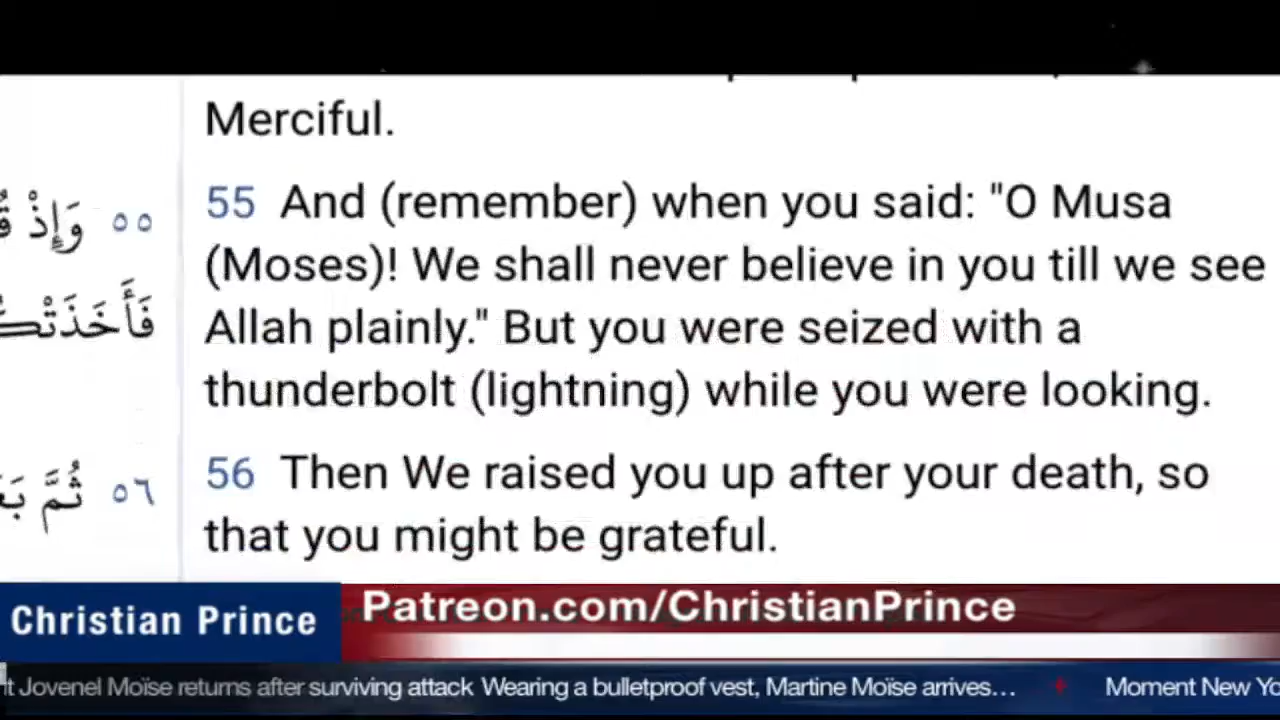 Merciful.
٥٥ وَإِذْ
55 And (remember) when you said: "O Musa
(Moses)! We shall never believe in you till we see
Allah plainly." But you were seized with a
thunderbolt (lightning) while you were looking.
٥٦ ثُمَّ
56 Then We raised you up after your death, so
that you might be grateful.
Christian Prince
Patreon.com/ChristianPrince
Jovenel Moïse returns after surviving attack Wearing a bulletproof vest, Martine Moïse arrives...
Moment New